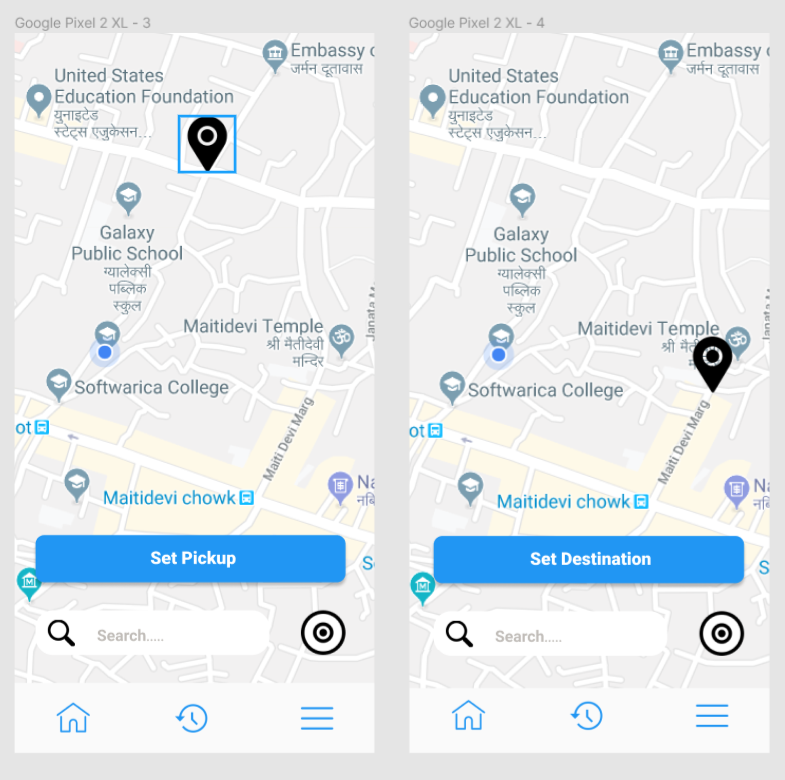 Google Pixel 2 XL - 3
Embassy
जर्मन दूतावास
United States
Education Foundation
युनाइटेड
स्टेट्स एजुकेसन...
Galaxy
Public School
ग्यालेक्सी
पब्लिक
स्कुल
Janata M
Maitidevi Temple
श्री मैतीदेवी
मन्दिर
Softwarica College
ot
Maiti Devi Marg
Maitidevi chowk
Na
नबि
Set Pickup
S
M
Search.....
Google Pixel 2 XL - 4
Embassy
जर्मन दूतावास
United States
Education Foundation
युनाइटेड
स्टेट्स एजुकेसन...
Galaxy
Public School
ग्यालेक्सी
पब्लिक
स्कुल
Maitidevi Temple
श्री
Softwarica College
ot
Maiti Devi Marg
Maitidevi chowk
Na
Set Destination
S
M
Search.....